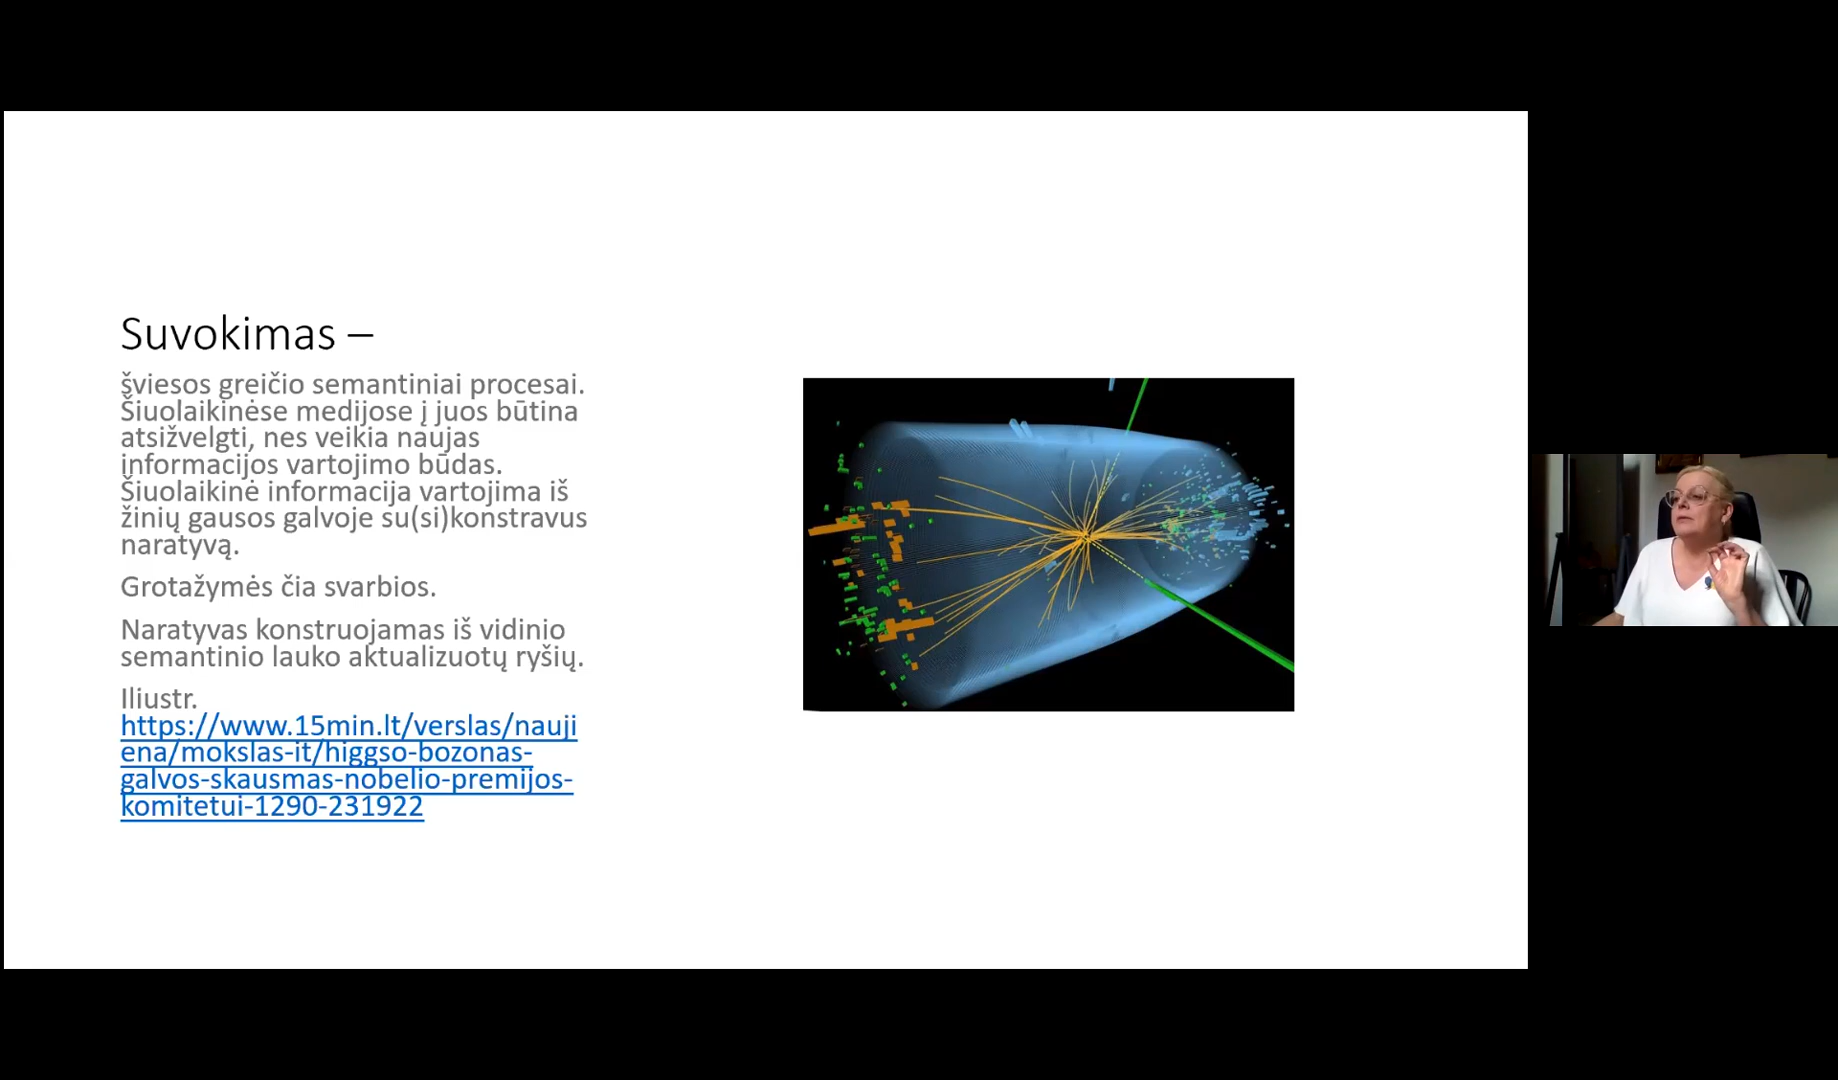 Suvokimas –
šviesos greičio semantiniai procesai.
Šiuolaikinėse medijose į juos būtina
atsižvelgti, nes veikia naujas
informacijos vartojimo būdas.
Šiuolaikinė informacija vartojima iš
žinių gausos galvoje su(si)konstravus
naratyvą.
Grotažymės čia svarbios.
Naratyvas konstruojamas iš vidinio
semantinio lauko aktualizuotų ryšių.
Iliustr.
https://www.15min.lt/verslas/nauji
ena/mokslas-it/higgso-bozonas-
galvos-skausmas-nobelio-premijos-
komitetui-1290-231922